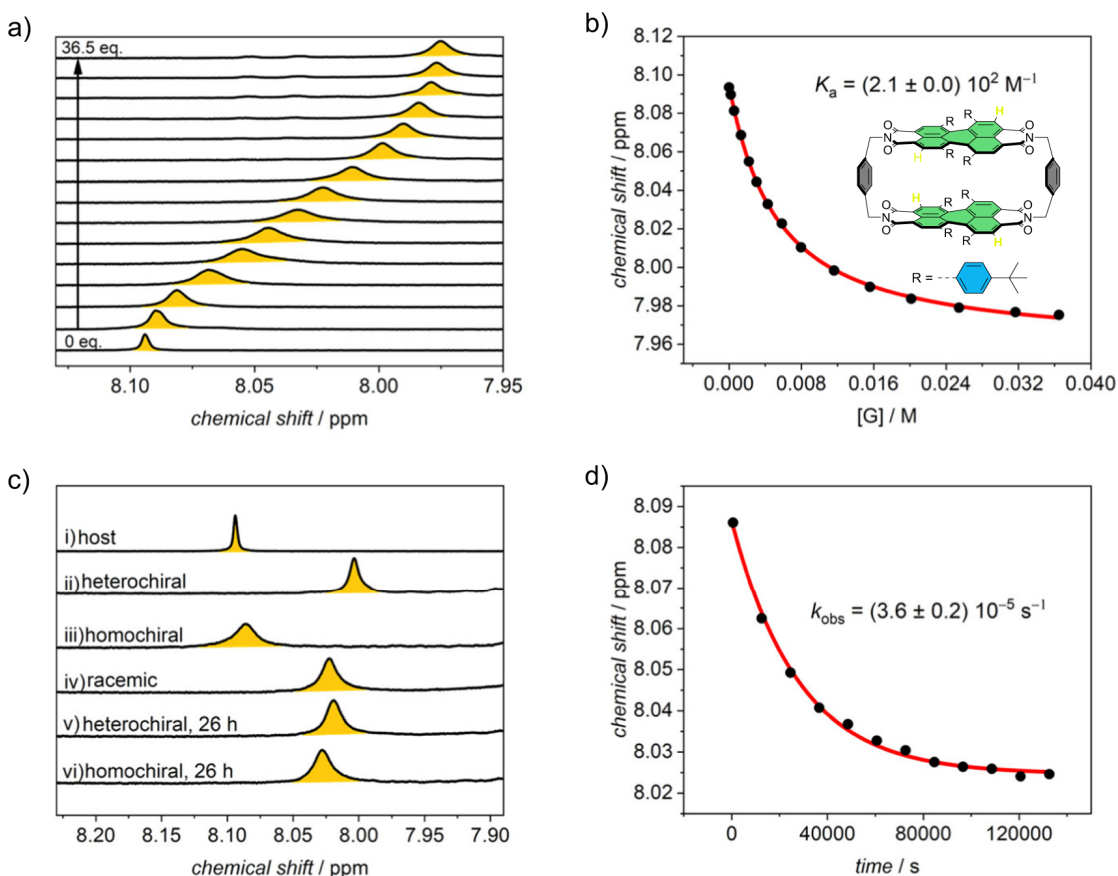 a)
36.5 eq.
0 eq.
8.10 8.05 8.00 7.95
chemical shift / ppm
b)
8.12
8.10
8.08
8.06
8.04
8.02
8.00
7.98
7.96
chemical shift / ppm
Kₐ = (2.1 ± 0.0) 10² M⁻¹
R R H
O O
N N
O O
H R R
H R R
O O
N N
O O
R R H
R =
0.000 0.008 0.016 0.024 0.032 0.040
[G] / M
c)
i) host
ii) heterochiral
iii) homochiral
iv) racemic
v) heterochiral, 26 h
vi) homochiral, 26 h
8.20 8.15 8.10 8.05 8.00 7.95 7.90
chemical shift / ppm
d)
8.09
8.08
8.07
8.06
8.05
8.04
8.03
8.02
chemical shift / ppm
k_obs = (3.6 ± 0.2) 10⁻⁵ s⁻¹
0 40000 80000 120000
time / s